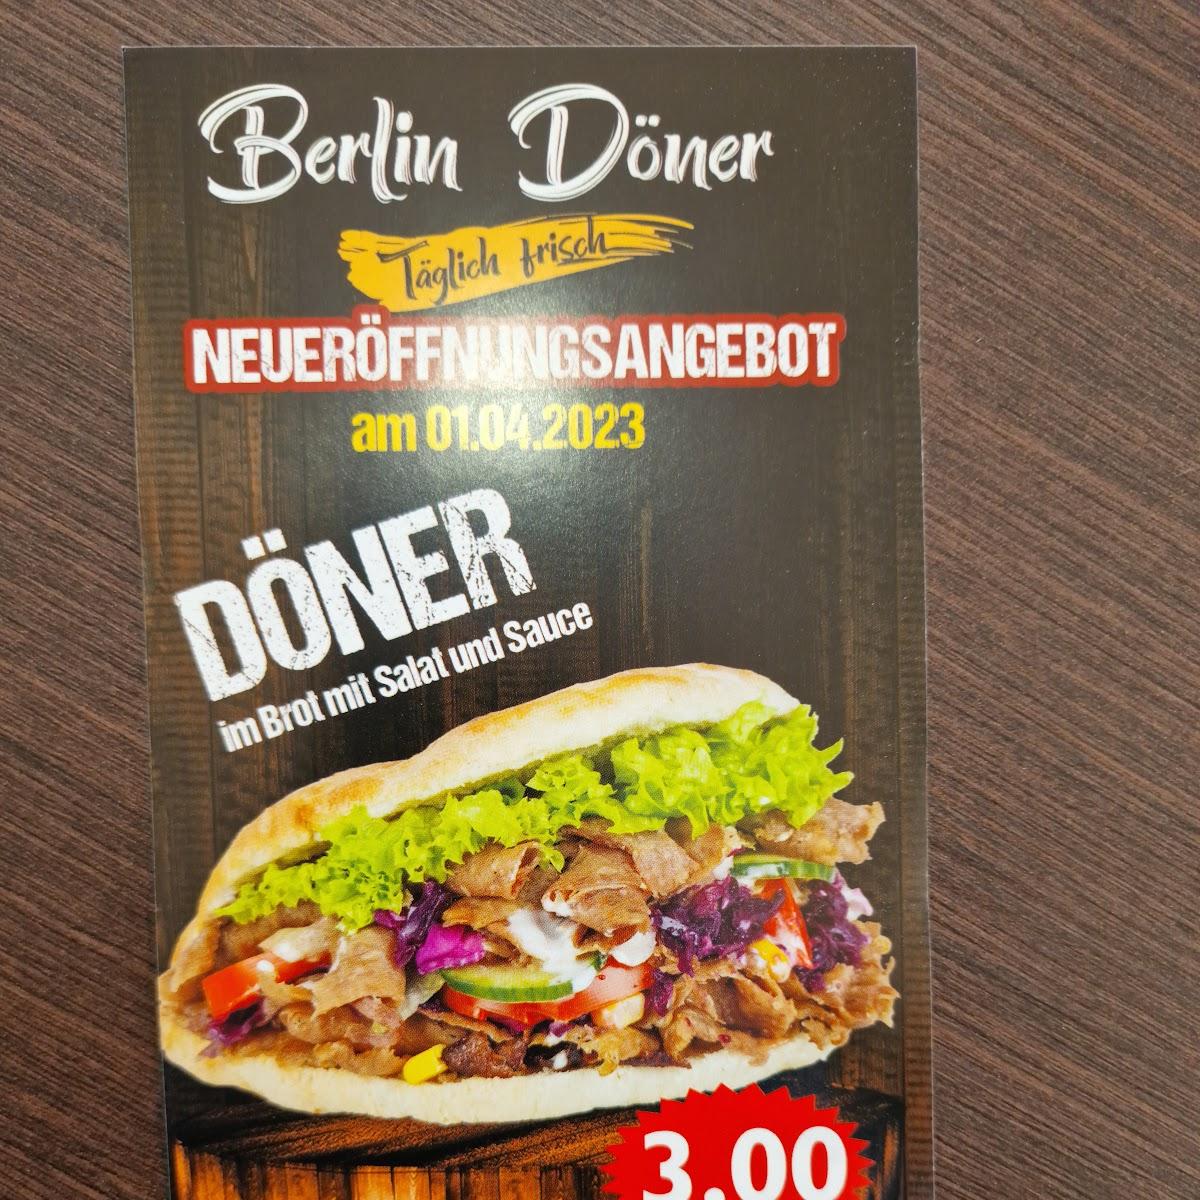 Berlin Döner
Täglich frisch
NEUERÖFFNUNGSANGEBOT
am 01.04.2023
DÖNER
im Brot mit Salat und Sauce
3.00